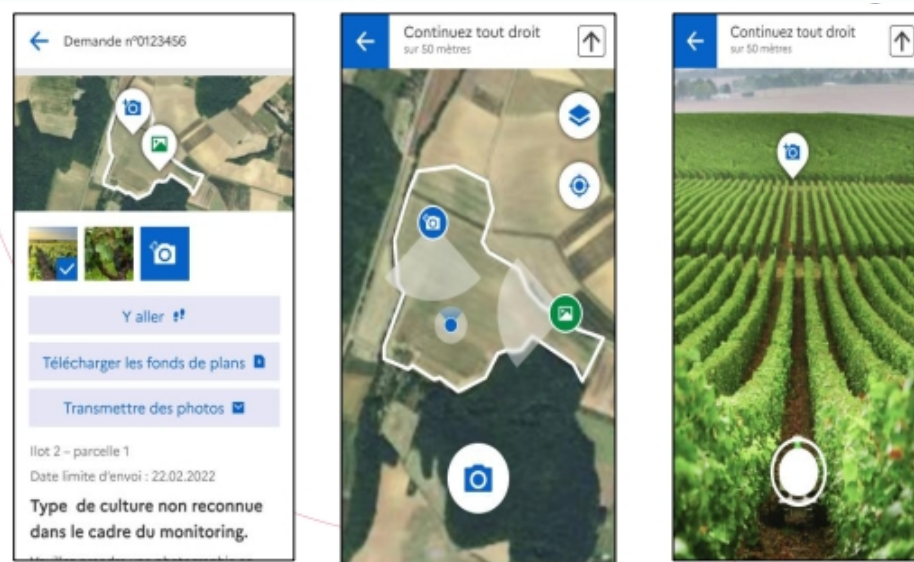 Demande nº0123456
Y aller
Télécharger les fonds de plans
Transmettre des photos
Ilot 2 – parcelle 1
Date limite d'envoi : 22.02.2022
Type de culture non reconnue
dans le cadre du monitoring.
Continuez tout droit
sur 50 mètres
Continuez tout droit
sur 50 mètres